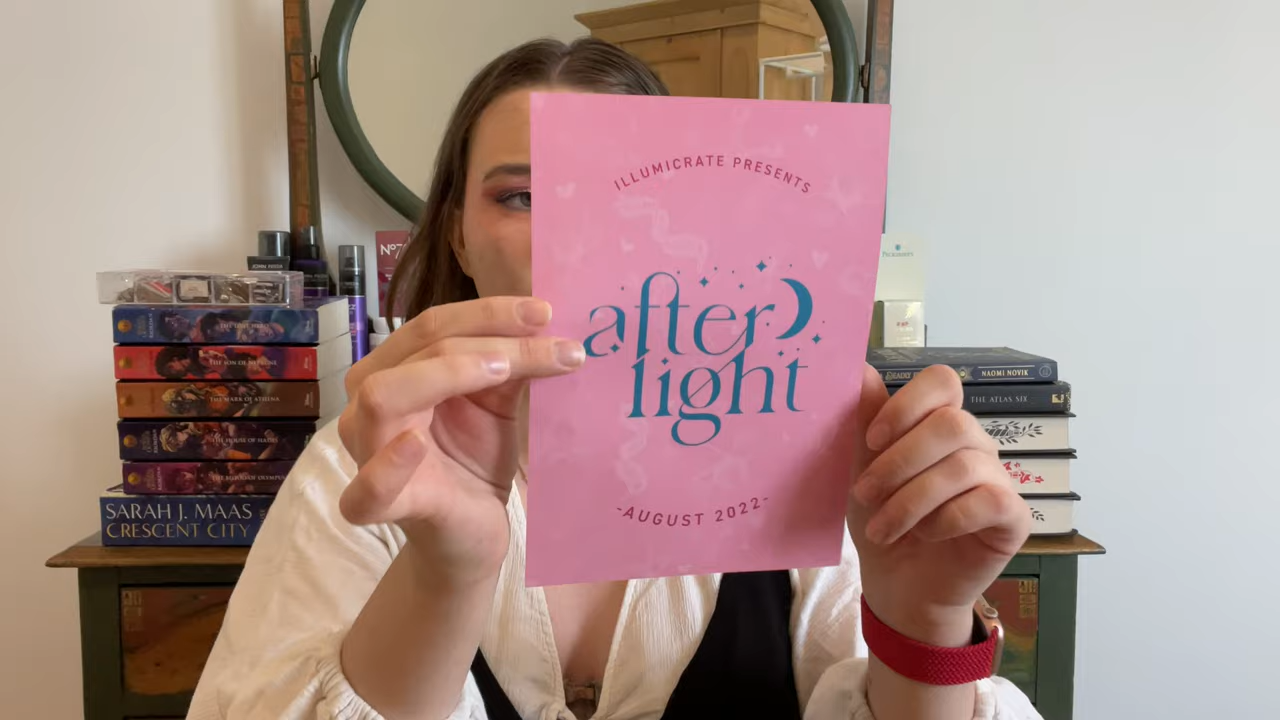 ILLUMICRATE PRESENTS
after
light
-AUGUST 2022-
No7
THE LOST HERO
THE SON OF NEPTUNE
THE MARK OF ATHENA
THE HOUSE OF HADES
THE BLOOD OF OLYMPUS
SARAH J. MAAS
CRESCENT CITY
NAOMI NOVIK
THE ATLAS SIX